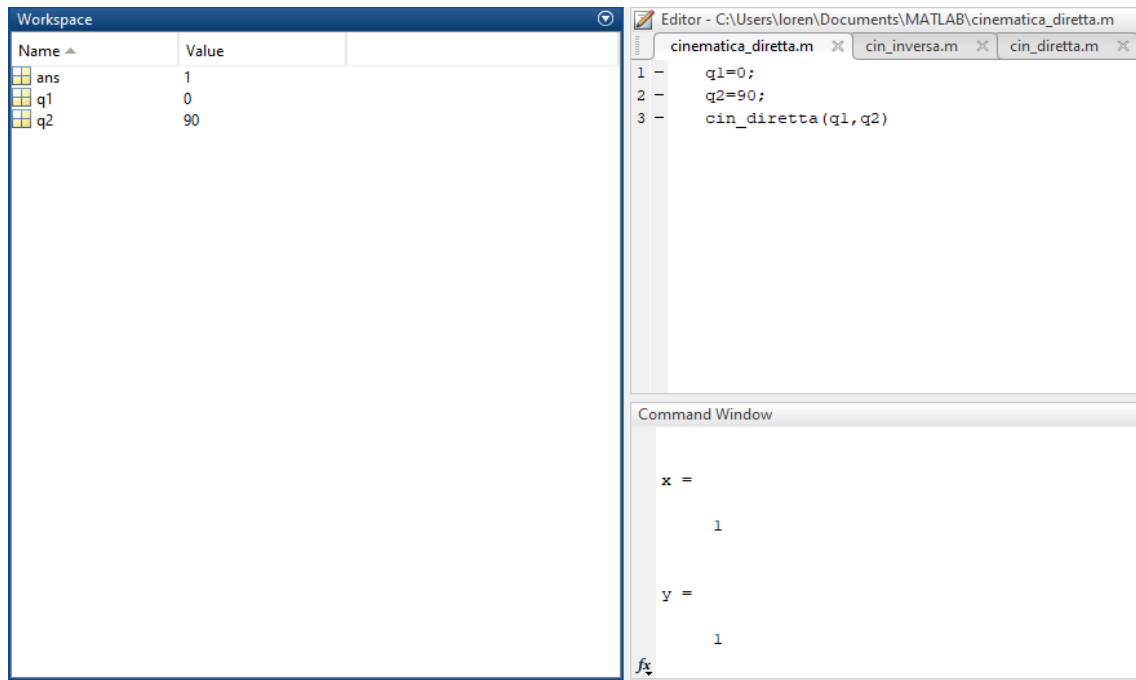 Workspace
Name Value
ans 1
q1 0
q2 90
Editor - C:\Users\loren\Documents\MATLAB\cinematica_diretta.m
cinematica_diretta.m cin_inversa.m cin_diretta.m
1 - q1=0;
2 - q2=90;
3 - cin_diretta(q1,q2)
Command Window
x =
1
y =
1
fx